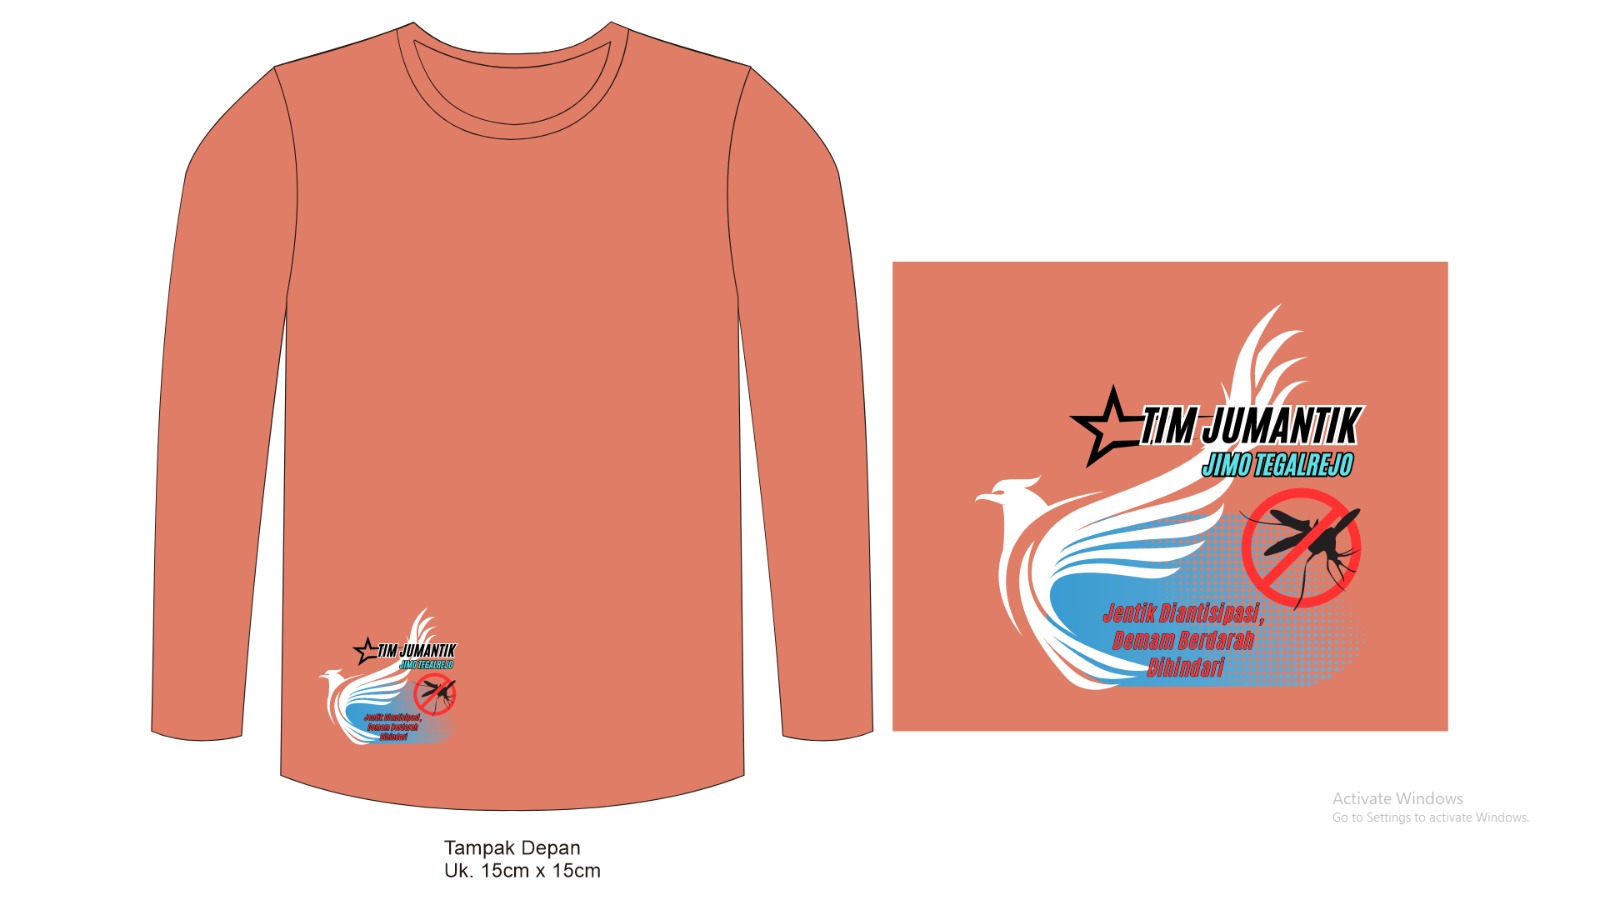 TIM JUMANTIK
JIMO TEGALREJO
Jentik Diantisipasi,
Demam Berdarah
Dihindari
TIM JUMANTIK
JIMO TEGALREJO
Jentik Diantisipasi,
Demam Berdarah
Dihindari
Activate Windows
Go to Settings to activate Windows.
Tampak Depan
Uk. 15cm x 15cm